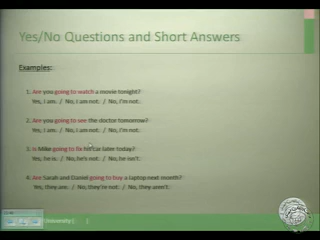 Yes/No Questions and Short Answers
Examples:
1. Are you going to watch a movie tonight?
Yes, I am. / No, I am not. / No, I'm not.
2. Are you going to see the doctor tomorrow?
Yes, I am. / No, I am not. / No, I'm not.
3. Is Mike going to fix his car later today?
Yes, he is. / No, he's not. / No, he isn't.
4. Are Sarah and Daniel going to buy a laptop next month?
Yes, they are. / No, they're not. / No, they aren't.
University |